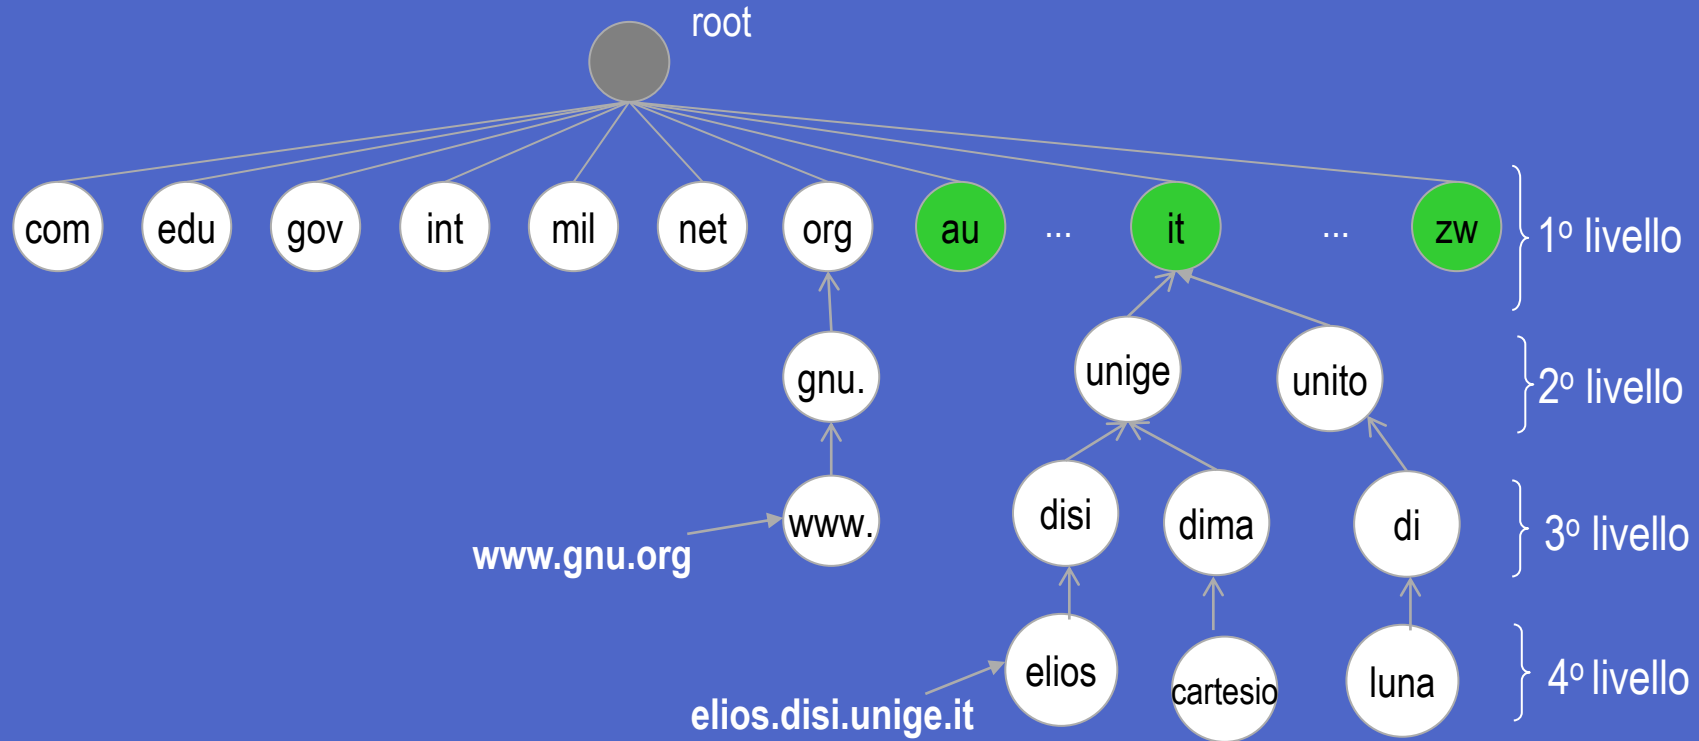 root
com edu gov int mil net org au ... it ... zw
1º livello
gnu. unige unito
2º livello
www. disi dima di
3º livello
www.gnu.org
elios cartesio luna
4º livello
elios.disi.unige.it